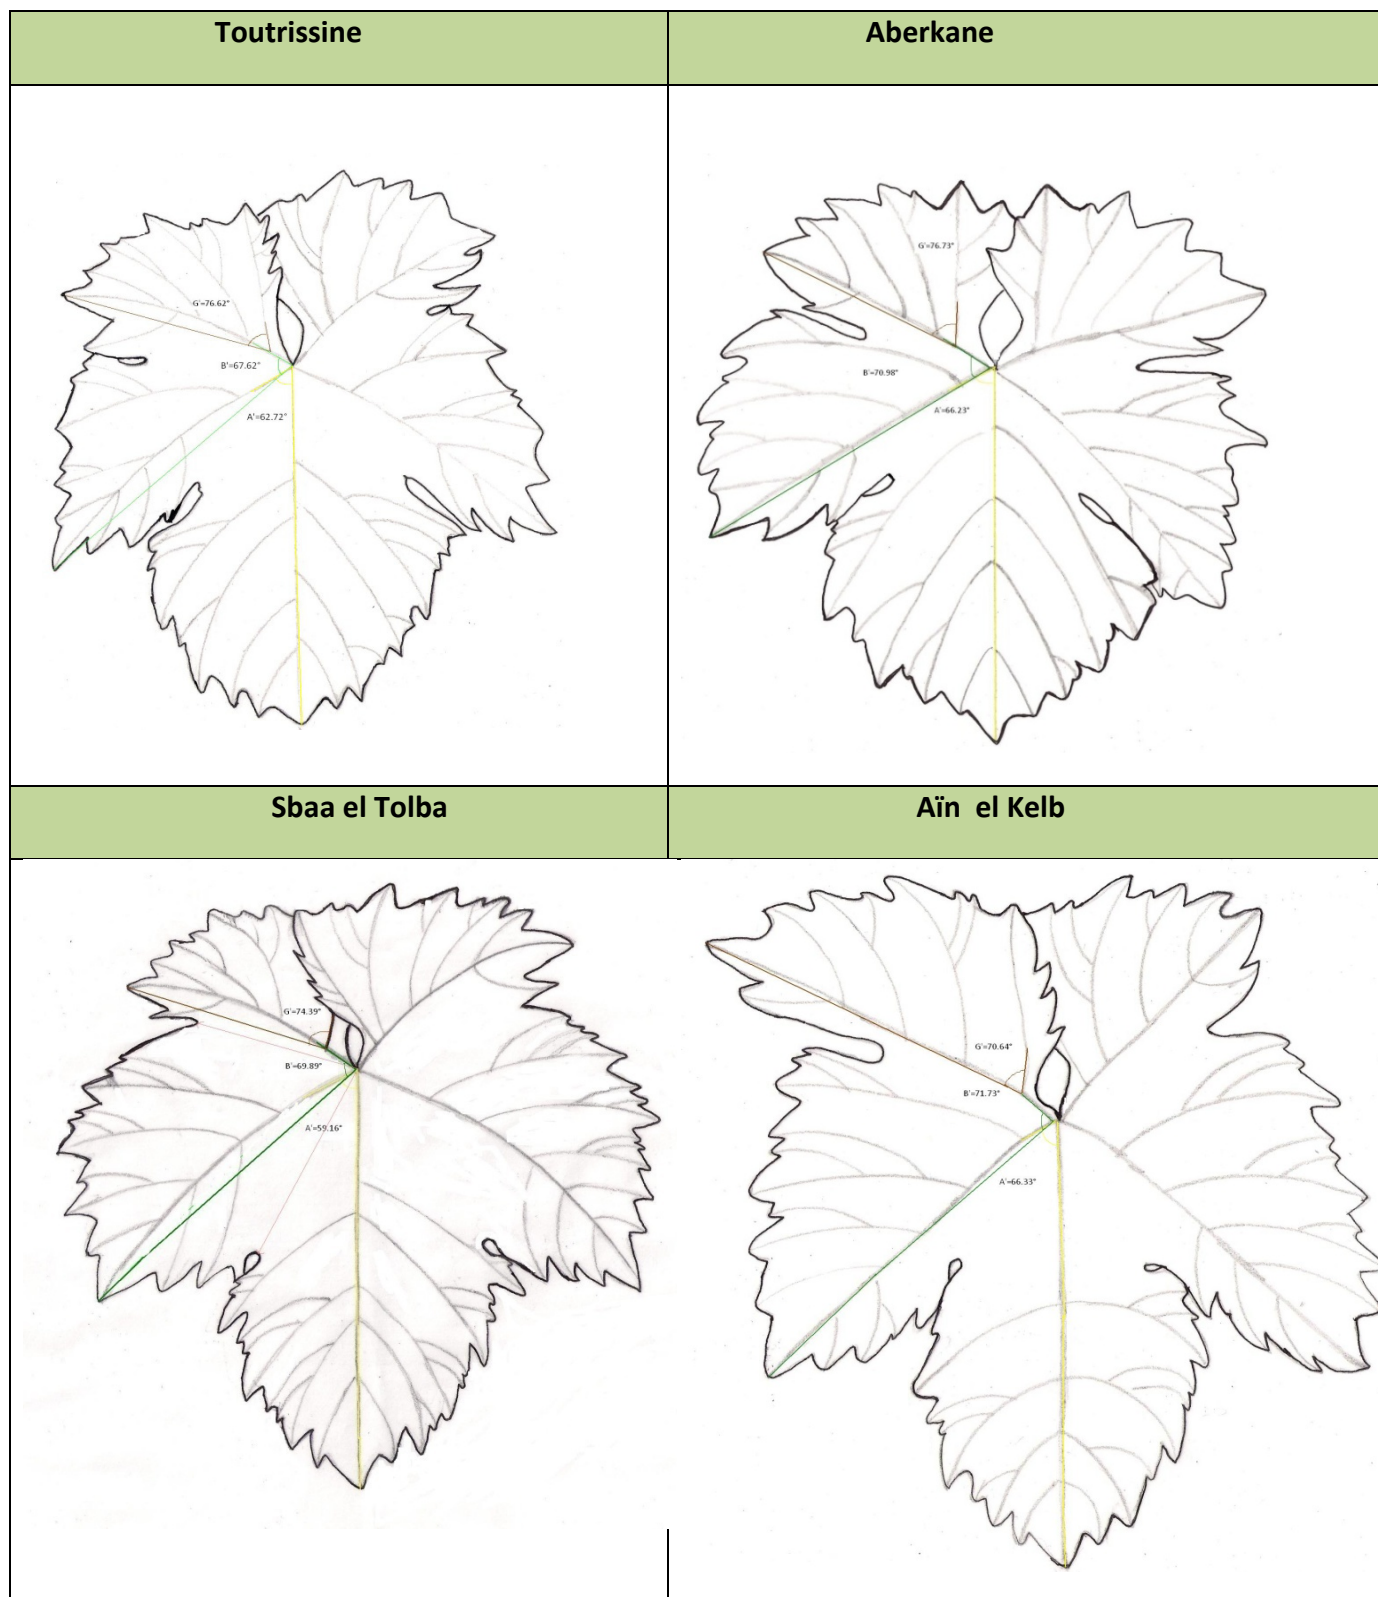 Toutrissine
Aberkane
G'=76.62°
B'=67.62°
A'=62.72°
G'=76.73°
B'=70.98°
A'=66.23°
Sbaa el Tolba
Aïn el Kelb
G'=74.39°
B'=69.89°
A'=59.16°
G'=70.64°
B'=71.73°
A'=66.33°